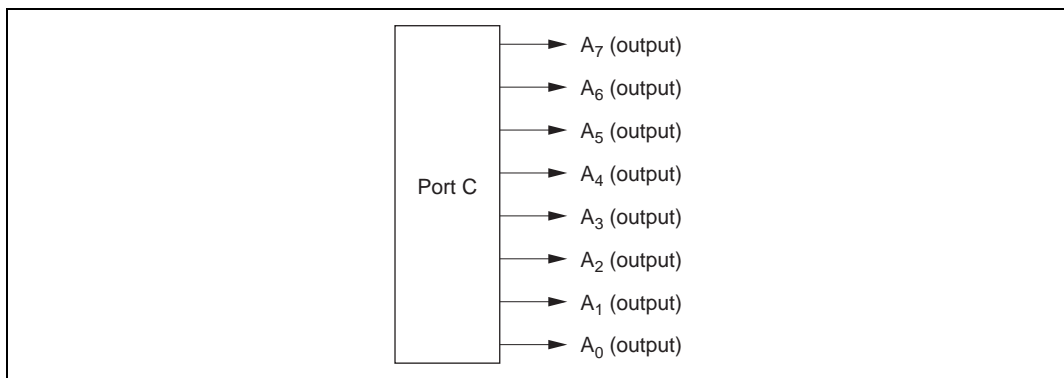 A₇ (output)
A₆ (output)
A₅ (output)
A₄ (output)
Port C
A₃ (output)
A₂ (output)
A₁ (output)
A₀ (output)